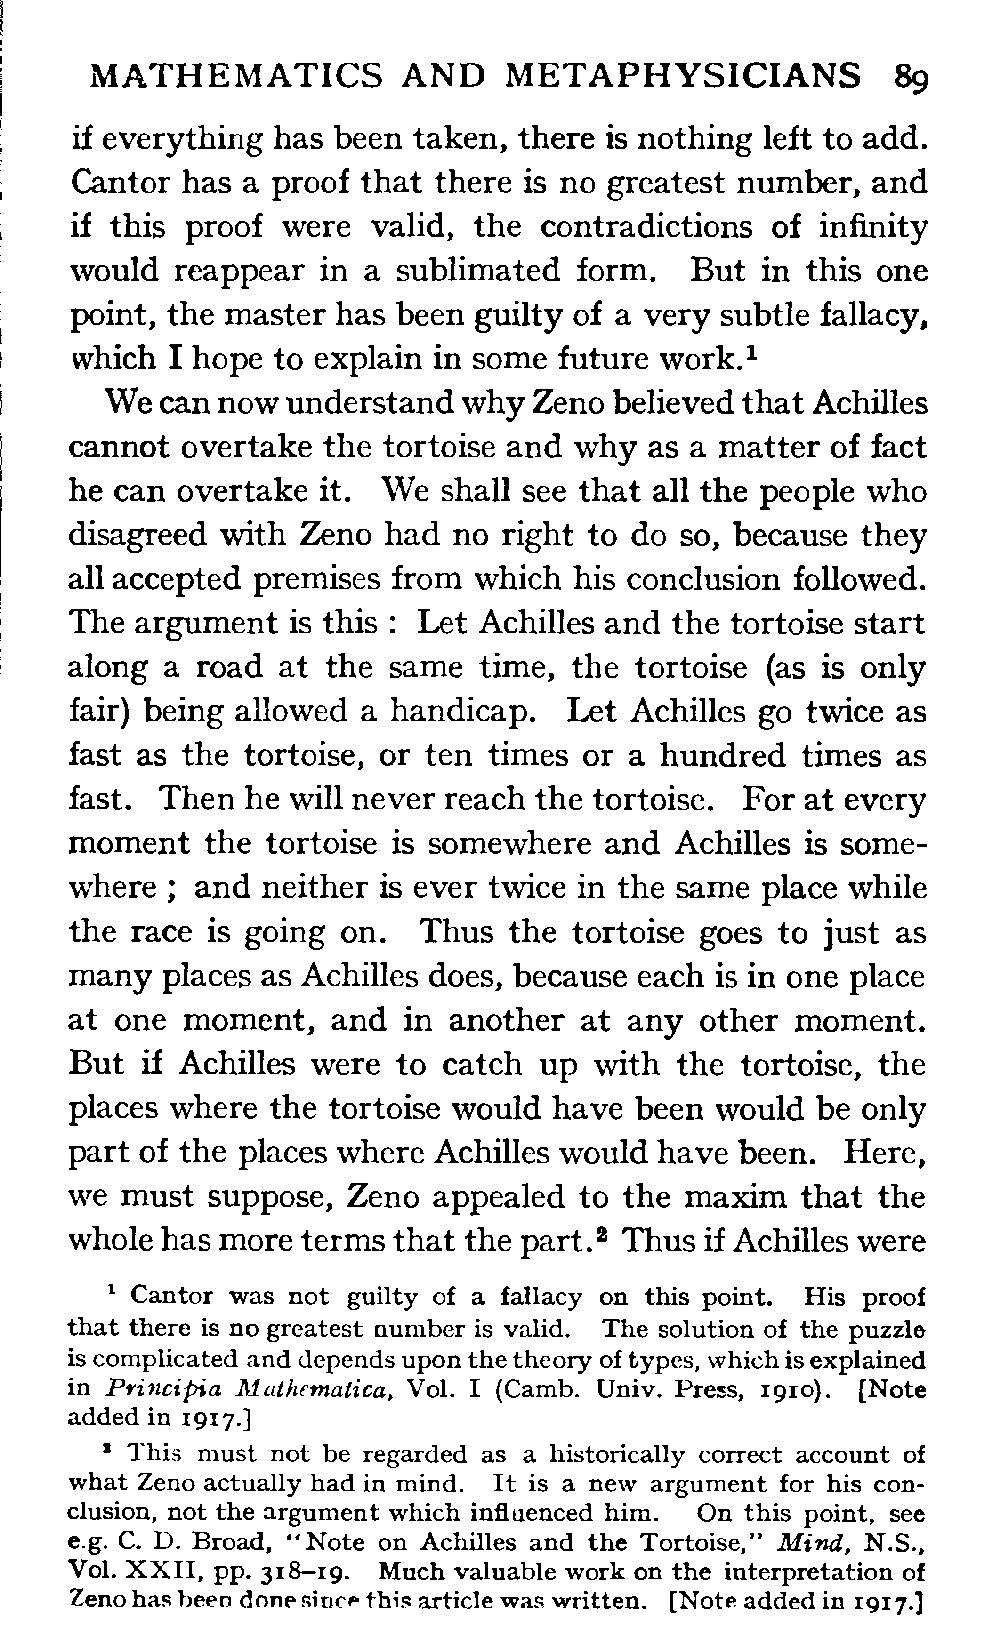 MATHEMATICS AND METAPHYSICIANS 89
if everything has been taken, there is nothing left to add.
Cantor has a proof that there is no greatest number, and
if this proof were valid, the contradictions of infinity
would reappear in a sublimated form. But in this one
point, the master has been guilty of a very subtle fallacy,
which I hope to explain in some future work.¹
We can now understand why Zeno believed that Achilles
cannot overtake the tortoise and why as a matter of fact
he can overtake it. We shall see that all the people who
disagreed with Zeno had no right to do so, because they
all accepted premises from which his conclusion followed.
The argument is this : Let Achilles and the tortoise start
along a road at the same time, the tortoise (as is only
fair) being allowed a handicap. Let Achilles go twice as
fast as the tortoise, or ten times or a hundred times as
fast. Then he will never reach the tortoise. For at every
moment the tortoise is somewhere and Achilles is some-
where ; and neither is ever twice in the same place while
the race is going on. Thus the tortoise goes to just as
many places as Achilles does, because each is in one place
at one moment, and in another at any other moment.
But if Achilles were to catch up with the tortoise, the
places where the tortoise would have been would be only
part of the places where Achilles would have been. Here,
we must suppose, Zeno appealed to the maxim that the
whole has more terms that the part.² Thus if Achilles were
¹ Cantor was not guilty of a fallacy on this point. His proof
that there is no greatest number is valid. The solution of the puzzle
is complicated and depends upon the theory of types, which is explained
in Principia Mathematica, Vol. I (Camb. Univ. Press, 1910). [Note
added in 1917.]
² This must not be regarded as a historically correct account of
what Zeno actually had in mind. It is a new argument for his con-
clusion, not the argument which influenced him. On this point, see
e.g. C. D. Broad, "Note on Achilles and the Tortoise," Mind, N.S.,
Vol. XXII, pp. 318–19. Much valuable work on the interpretation of
Zeno has been done since this article was written. [Note added in 1917.]